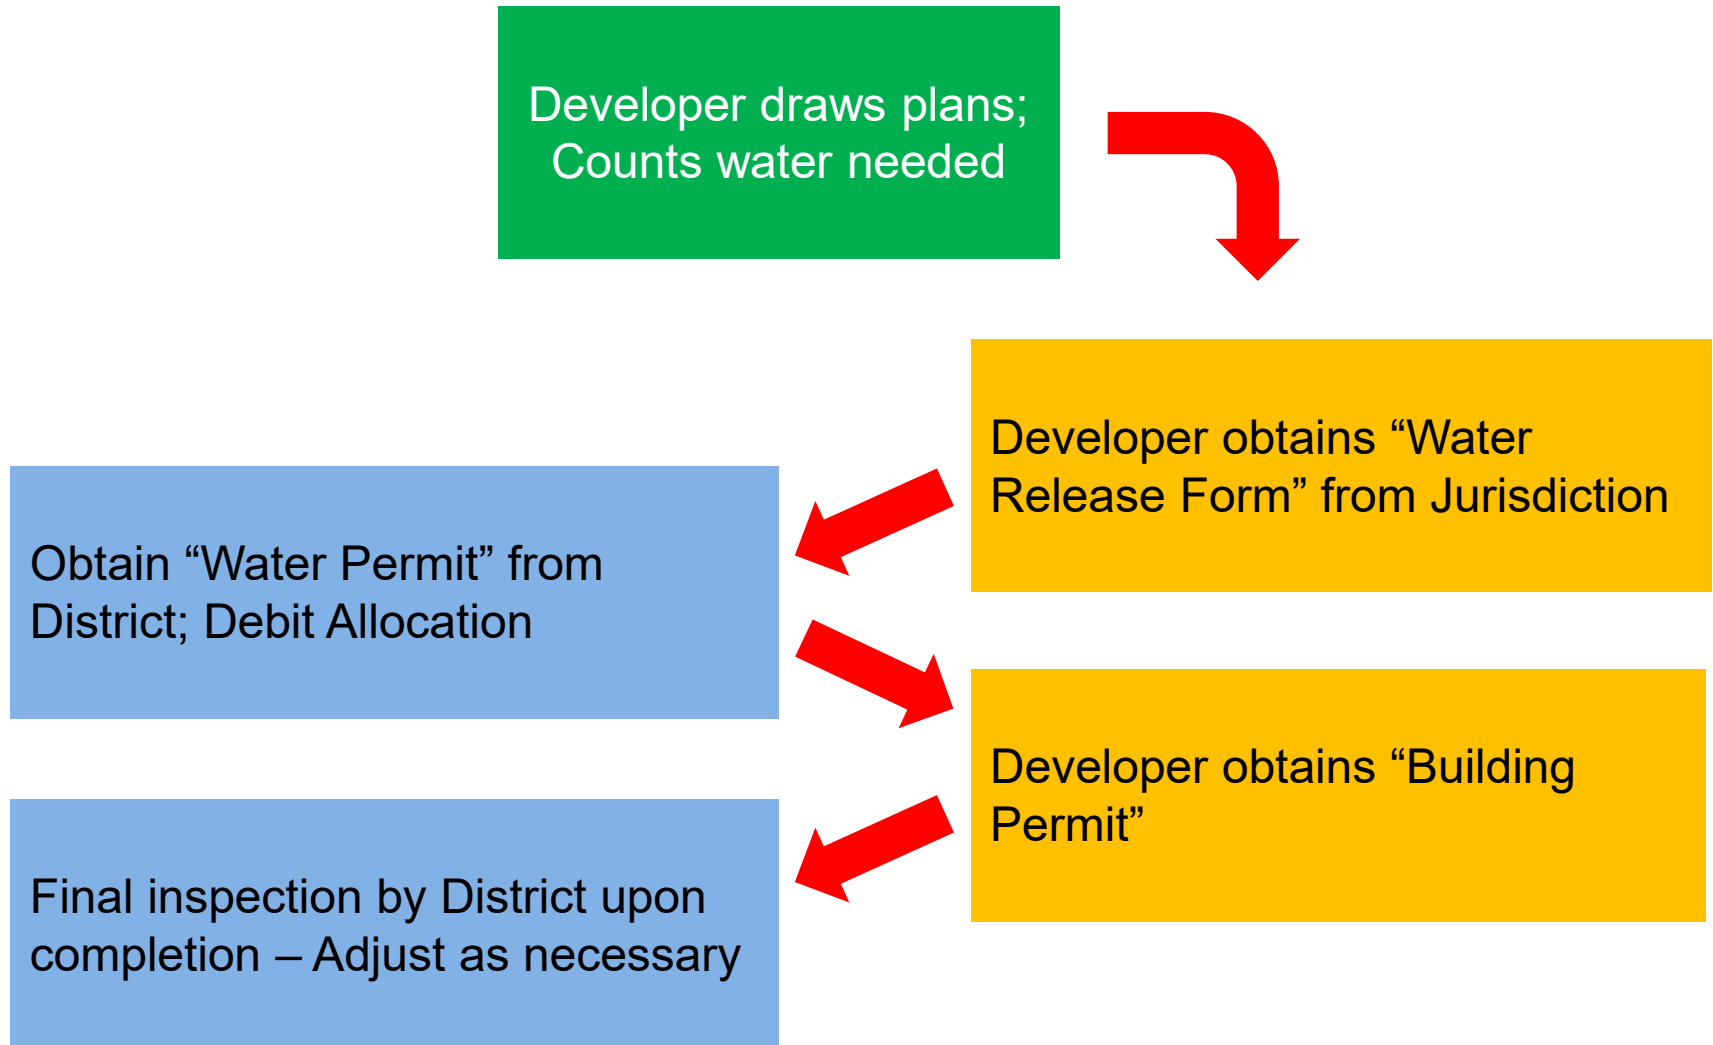 Developer draws plans;
Counts water needed
Developer obtains “Water
Release Form” from Jurisdiction
Obtain “Water Permit” from
District; Debit Allocation
Developer obtains “Building
Permit”
Final inspection by District upon
completion – Adjust as necessary